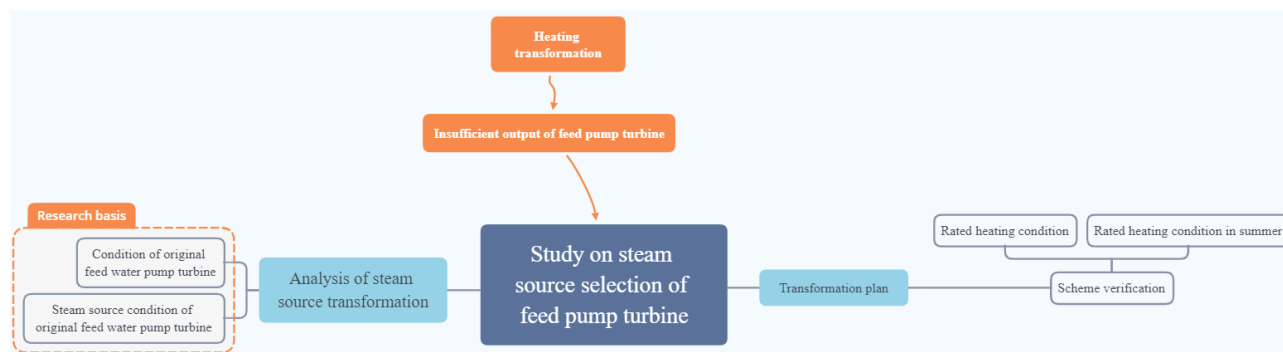 Heating
transformation
Insufficient output of feed pump turbine
Research basis
Condition of original
feed water pump turbine
Steam source condition of
original feed water pump turbine
Analysis of steam
source transformation
Study on steam
source selection of
feed pump turbine
Transformation plan
Rated heating condition
Rated heating condition in summer
Scheme verification